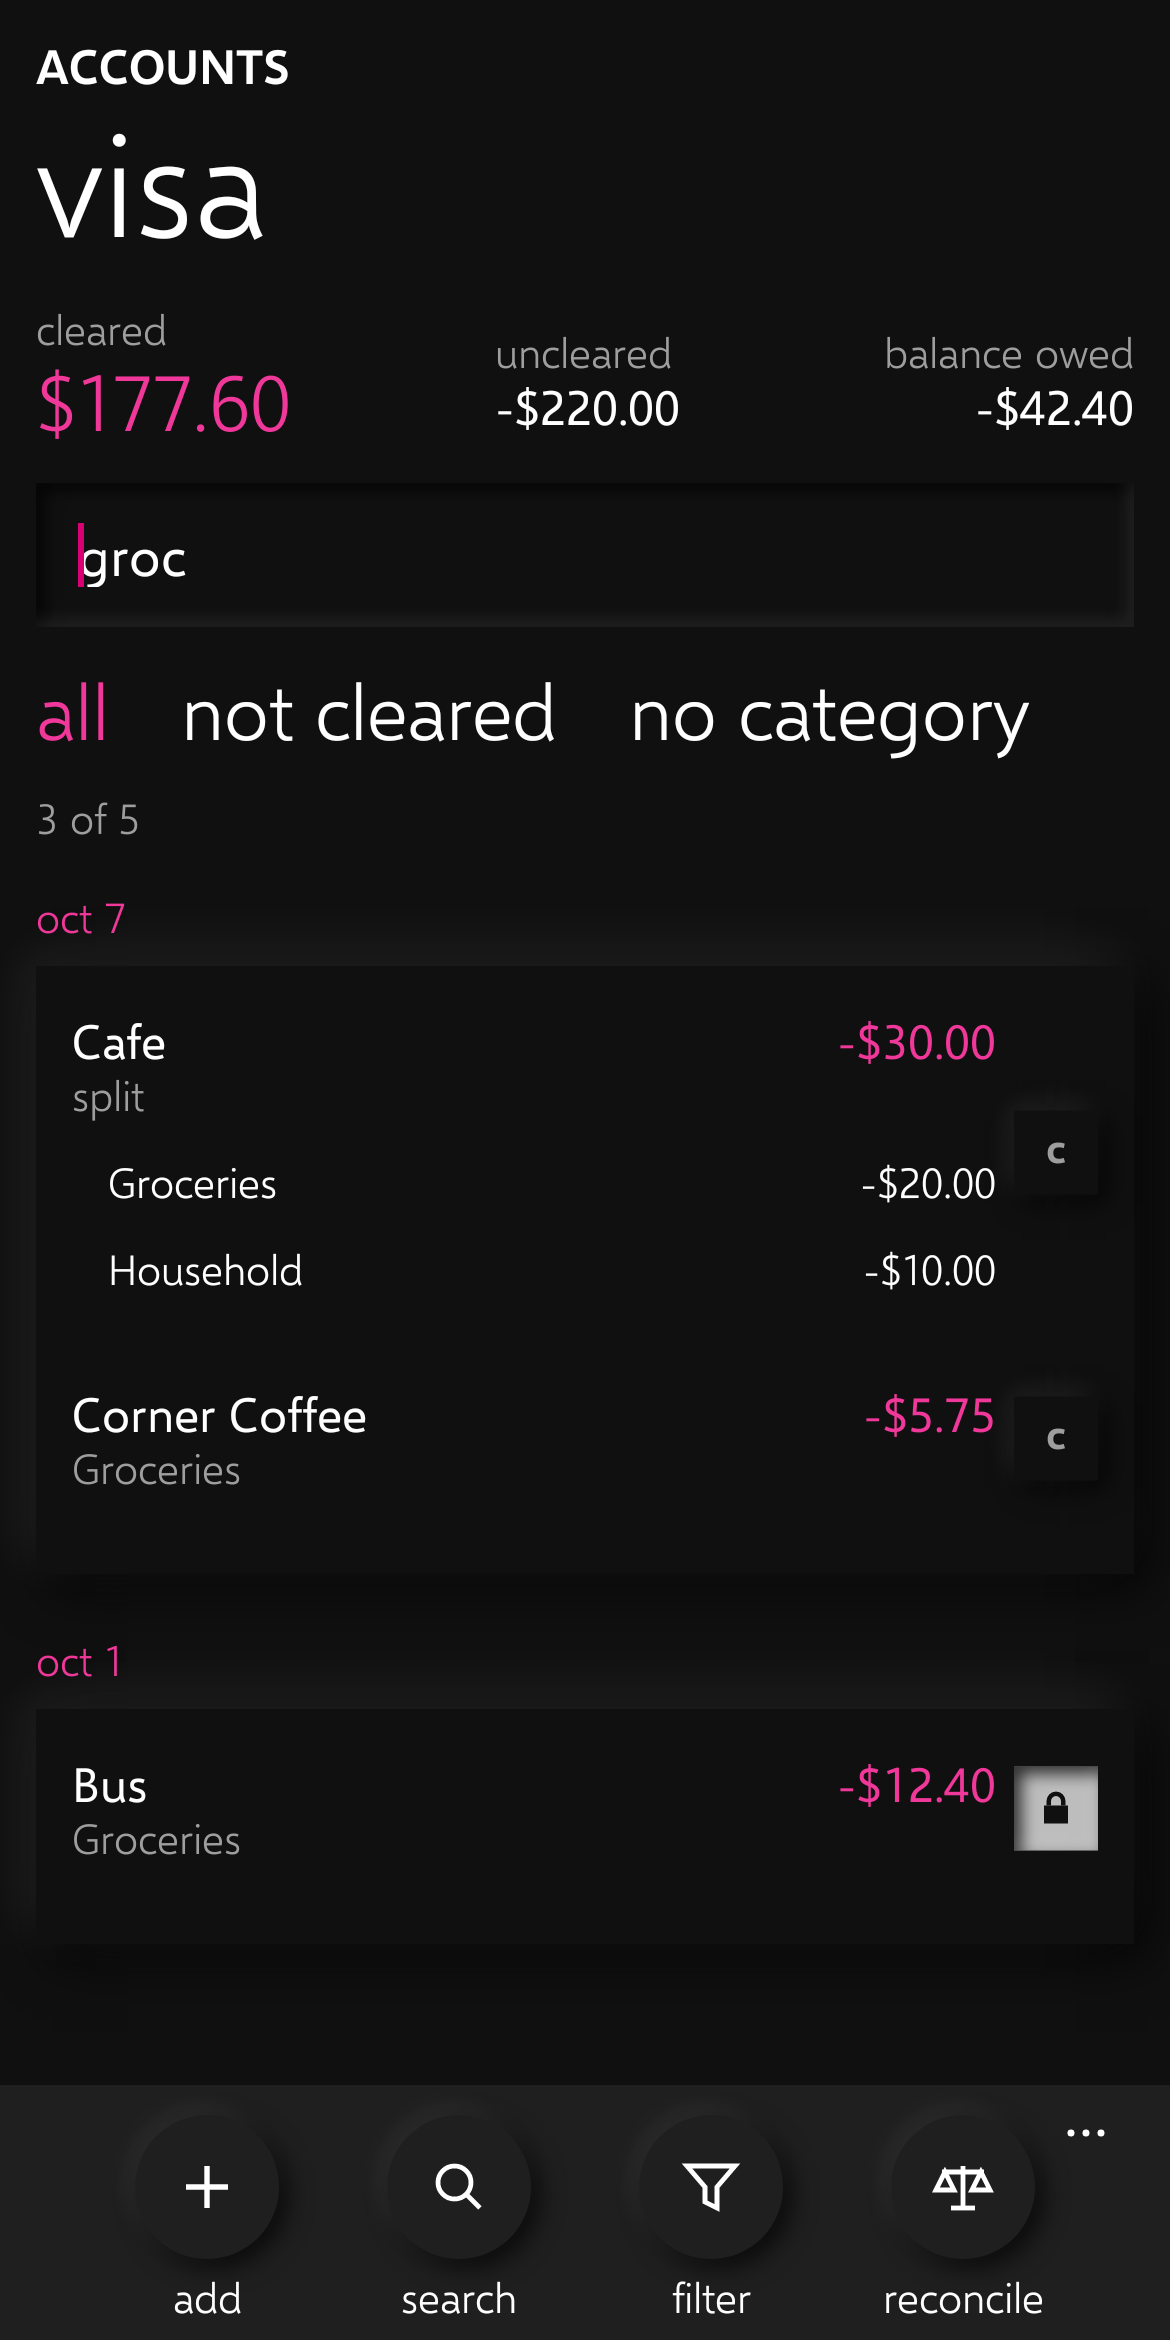 ACCOUNTS
visa
cleared
$177.60
uncleared
-$220.00
balance owed
-$42.40
groc
all not cleared no category
3 of 5
oct 7
Cafe -$30.00
split
c
Groceries -$20.00
Household -$10.00
Corner Coffee -$5.75
c
Groceries
oct 1
Bus -$12.40
Groceries
...
add search filter reconcile